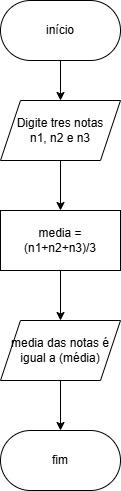 início
Digite tres notas
n1, n2 e n3
media =
(n1+n2+n3)/3
media das notas é
igual a (média)
fim